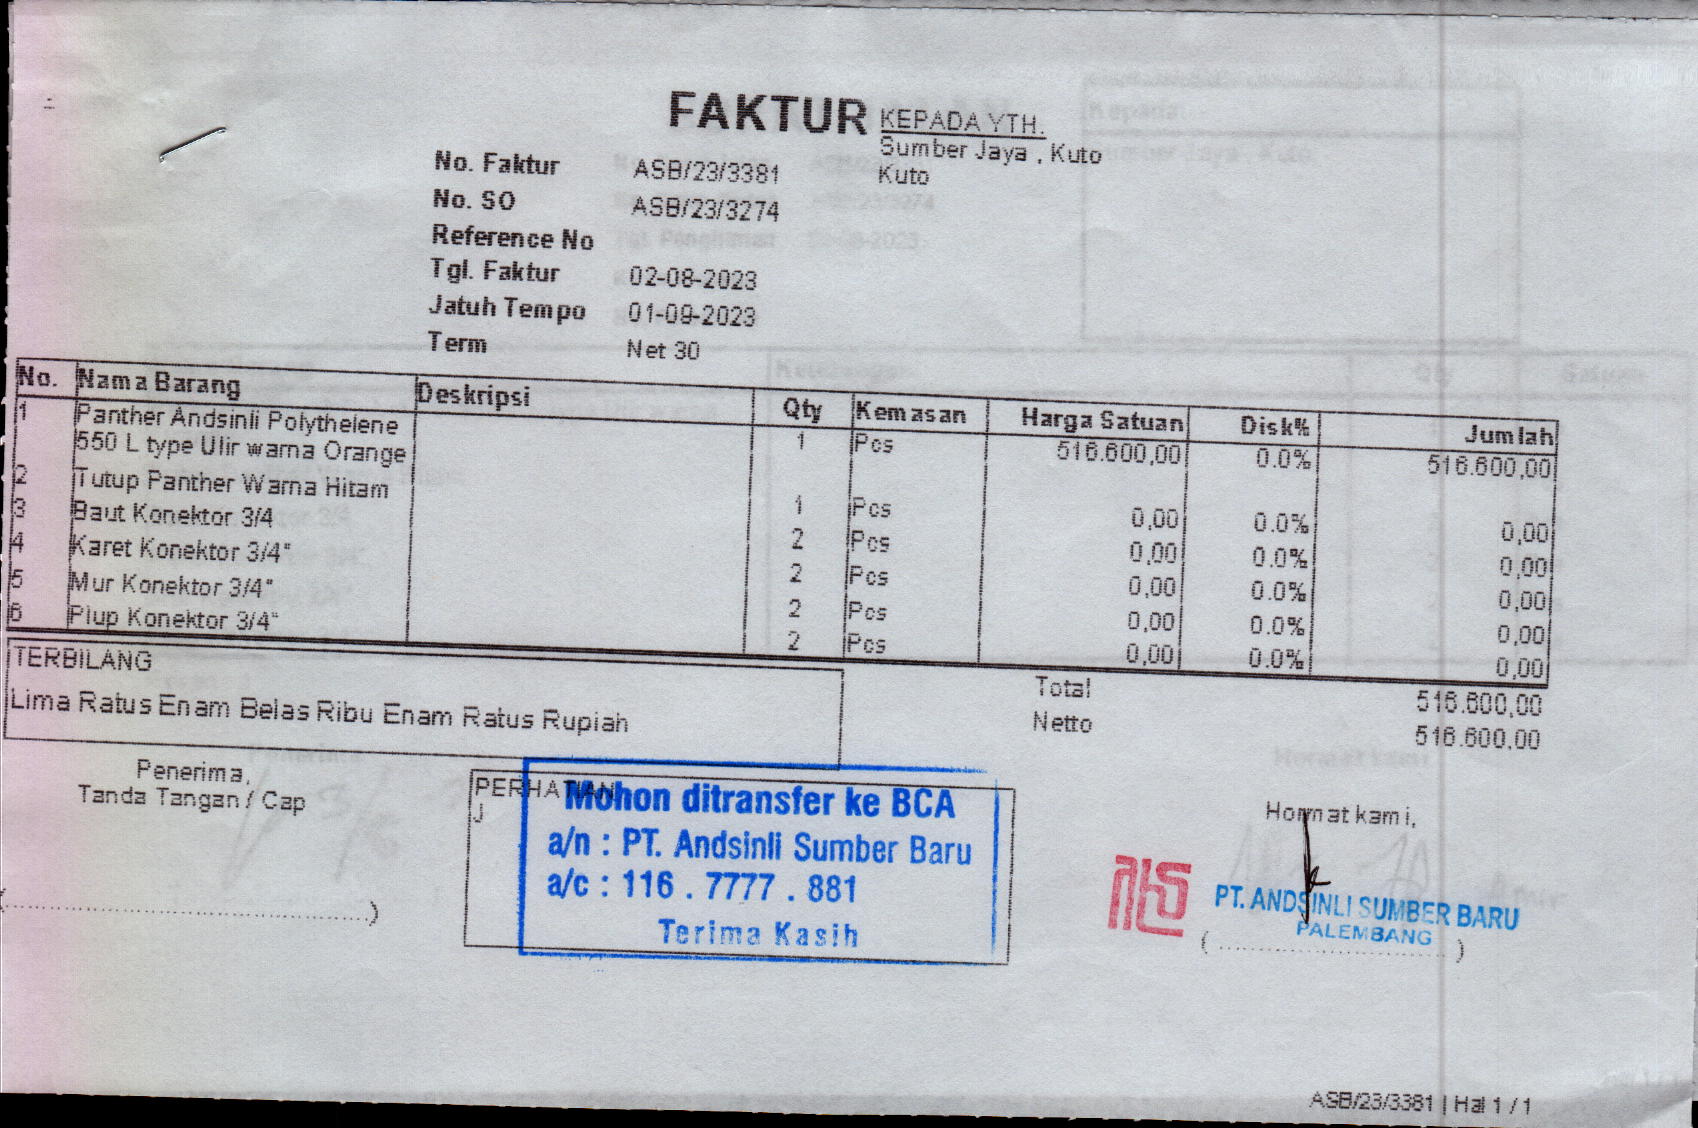 FAKTUR
KEPADA YTH.
Sumber Jaya , Kuto
Kuto
No. Faktur ASB/23/3381
No. SO ASB/23/3274
Reference No
Tgl. Faktur 02-08-2023
Jatuh Tempo 01-09-2023
Term Net 30
No. Nama Barang Deskripsi Qty Kemasan Harga Satuan Disk% Jumlah
1 Panther Andsinli Polythelene 1 Pcs 516.600,00 0.0% 516.600,00
550 L type Ulir warna Orange
2 Tutup Panther Warna Hitam 1 Pcs 0,00 0.0% 0,00
3 Baut Konektor 3/4 2 Pcs 0,00 0.0% 0,00
4 Karet Konektor 3/4" 2 Pcs 0,00 0.0% 0,00
5 Mur Konektor 3/4" 2 Pcs 0,00 0.0% 0,00
6 Plup Konektor 3/4" 2 Pcs 0,00 0.0% 0,00
TERBILANG
Lima Ratus Enam Belas Ribu Enam Ratus Rupiah
Total 516.600,00
Netto 516.600,00
Penerima,
Tanda Tangan / Cap
(................................................)
PERHATIAN
J
Mohon ditransfer ke BCA
a/n : PT. Andsinli Sumber Baru
a/c : 116 . 7777 . 881
Terima Kasih
Hormat kami,
PT. ANDSINLI SUMBER BARU
PALEMBANG
(..............................)
ASB/23/3381 | Hal 1 / 1